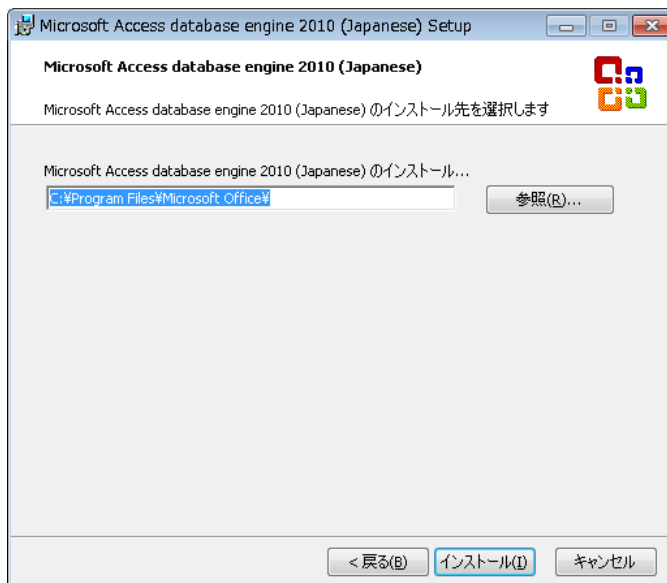 Microsoft Access database engine 2010 (Japanese) Setup
Microsoft Access database engine 2010 (Japanese)
Microsoft Access database engine 2010 (Japanese) のインストール先を選択します
Microsoft Access database engine 2010 (Japanese) のインストール...
C:¥Program Files¥Microsoft Office¥
参照(R)...
< 戻る(B)
インストール(I)
キャンセル